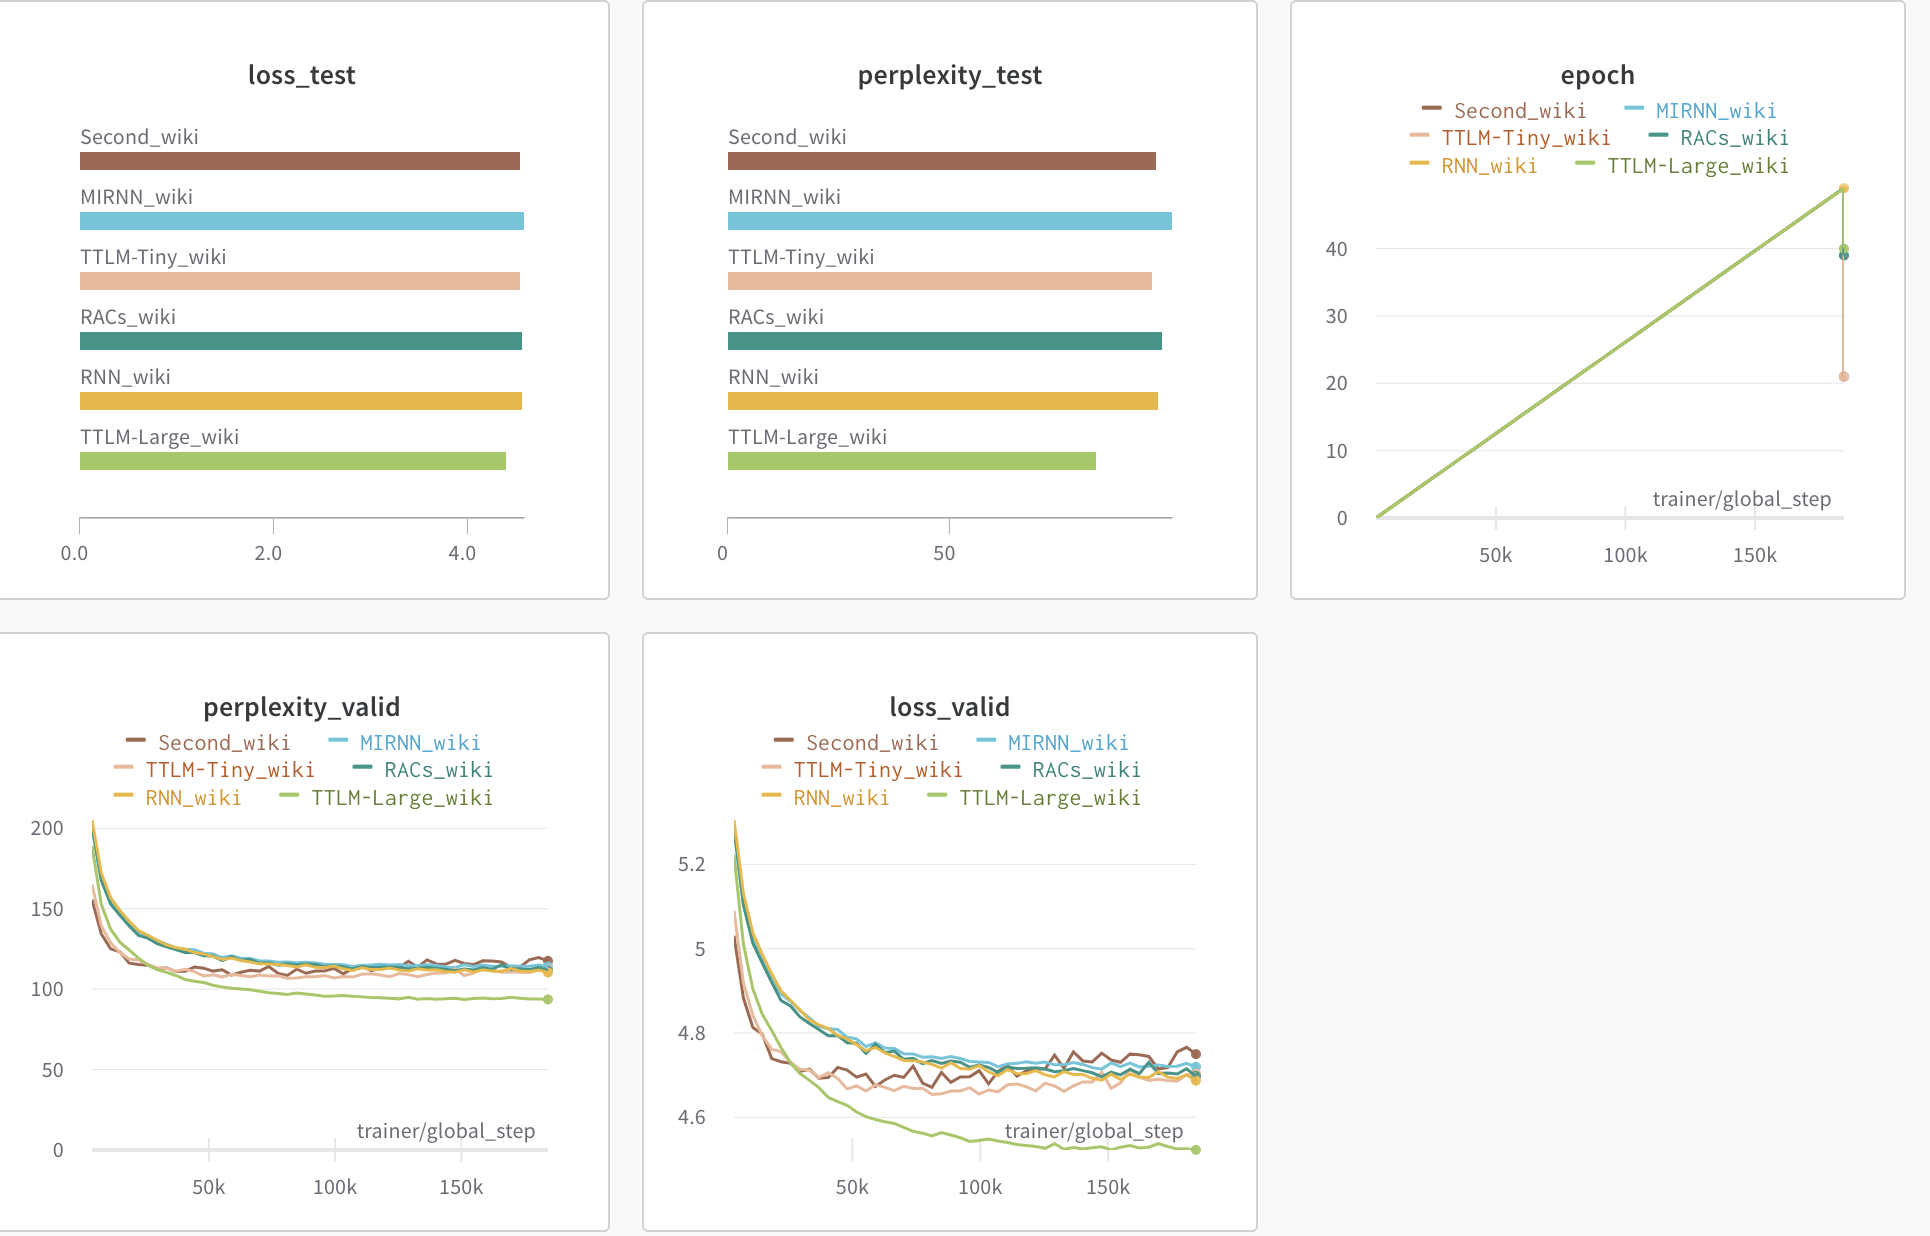 loss_test
Second_wiki
MIRNN_wiki
TTLM-Tiny_wiki
RACs_wiki
RNN_wiki
TTLM-Large_wiki
0.0 2.0 4.0
perplexity_test
Second_wiki
MIRNN_wiki
TTLM-Tiny_wiki
RACs_wiki
RNN_wiki
TTLM-Large_wiki
0 50
epoch
Second_wiki MIRNN_wiki
TTLM-Tiny_wiki RACs_wiki
RNN_wiki TTLM-Large_wiki
40
30
20
10
trainer/global_step
0
50k 100k 150k
perplexity_valid
Second_wiki MIRNN_wiki
TTLM-Tiny_wiki RACs_wiki
RNN_wiki TTLM-Large_wiki
200
150
100
50
trainer/global_step
0
50k 100k 150k
loss_valid
Second_wiki MIRNN_wiki
TTLM-Tiny_wiki RACs_wiki
RNN_wiki TTLM-Large_wiki
5.2
5
4.8
4.6
trainer/global_step
50k 100k 150k